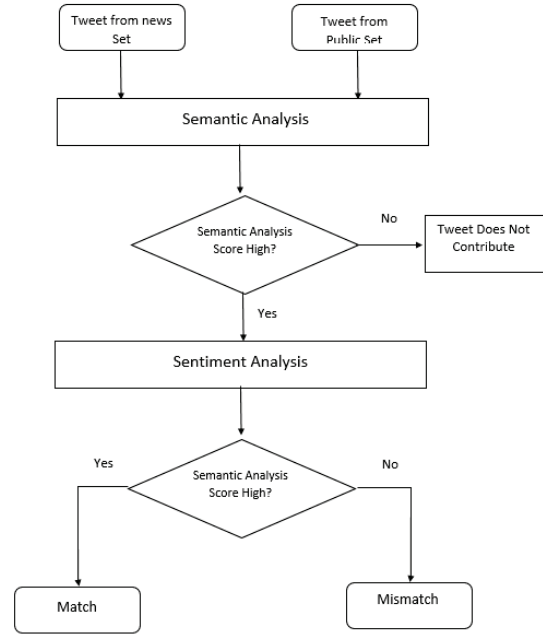 Tweet from news
Set
Tweet from
Public Set
Semantic Analysis
Semantic Analysis
Score High?
No
Tweet Does Not
Contribute
Yes
Sentiment Analysis
Yes
Semantic Analysis
Score High?
No
Match
Mismatch